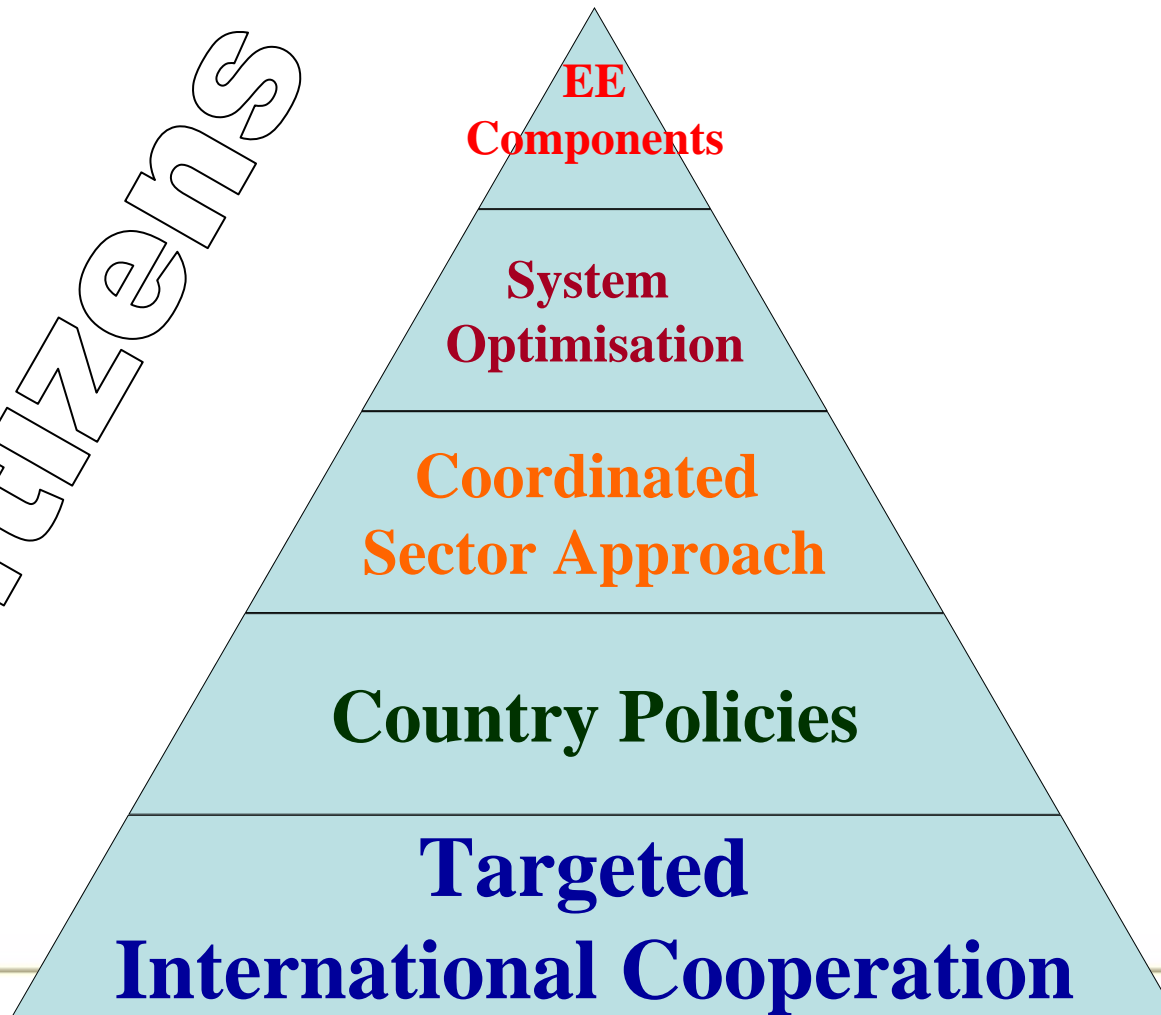 EE
Components
System
Optimisation
Coordinated
Sector Approach
Country Policies
Targeted
International Cooperation